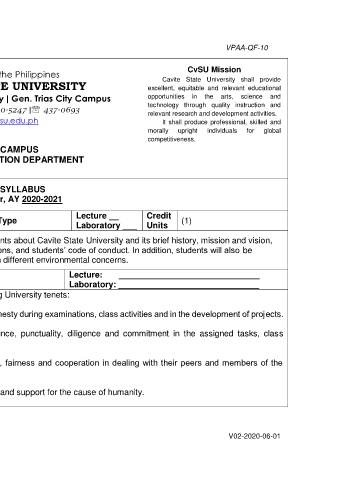 VPAA-QF-10
the Philippines
E UNIVERSITY
y | Gen. Trias City Campus
0-5247 |☏ 437-0693
su.edu.ph
CAMPUS
TION DEPARTMENT
CvSU Mission
Cavite State University shall provide
excellent, equitable and relevant educational
opportunities in the arts, science and
technology through quality instruction and
relevant research and development activities.
It shall produce professional, skilled and
morally upright individuals for global
competitiveness.
SYLLABUS
r, AY 2020-2021
Type
Lecture __
Laboratory ___
Credit
Units
(1)
nts about Cavite State University and its brief history, mission and vision,
ons, and students' code of conduct. In addition, students will also be
n different environmental concerns.
Lecture: ______________________________
Laboratory: ______________________________
ng University tenets:
nesty during examinations, class activities and in the development of projects.
nce, punctuality, diligence and commitment in the assigned tasks, class
, fairness and cooperation in dealing with their peers and members of the
and support for the cause of humanity.
V02-2020-06-01